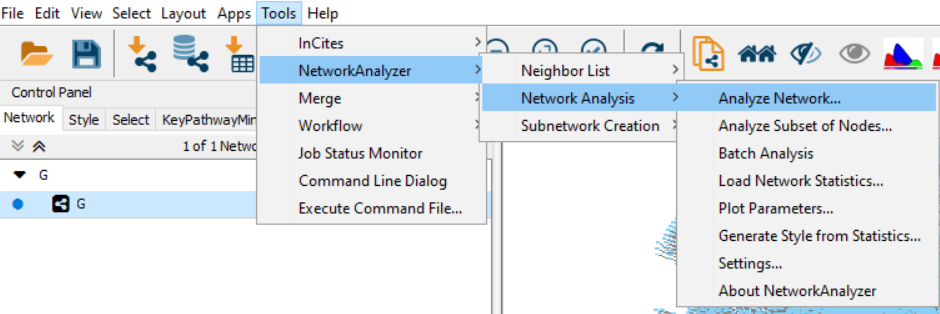 File Edit View Select Layout Apps Tools Help
Control Panel
Network Style Select KeyPathwayMin
1 of 1 Netwo
G
G
InCites
NetworkAnalyzer
Merge
Workflow
Job Status Monitor
Command Line Dialog
Execute Command File...
Neighbor List
Network Analysis
Subnetwork Creation
Analyze Network...
Analyze Subset of Nodes...
Batch Analysis
Load Network Statistics...
Plot Parameters...
Generate Style from Statistics...
Settings...
About NetworkAnalyzer